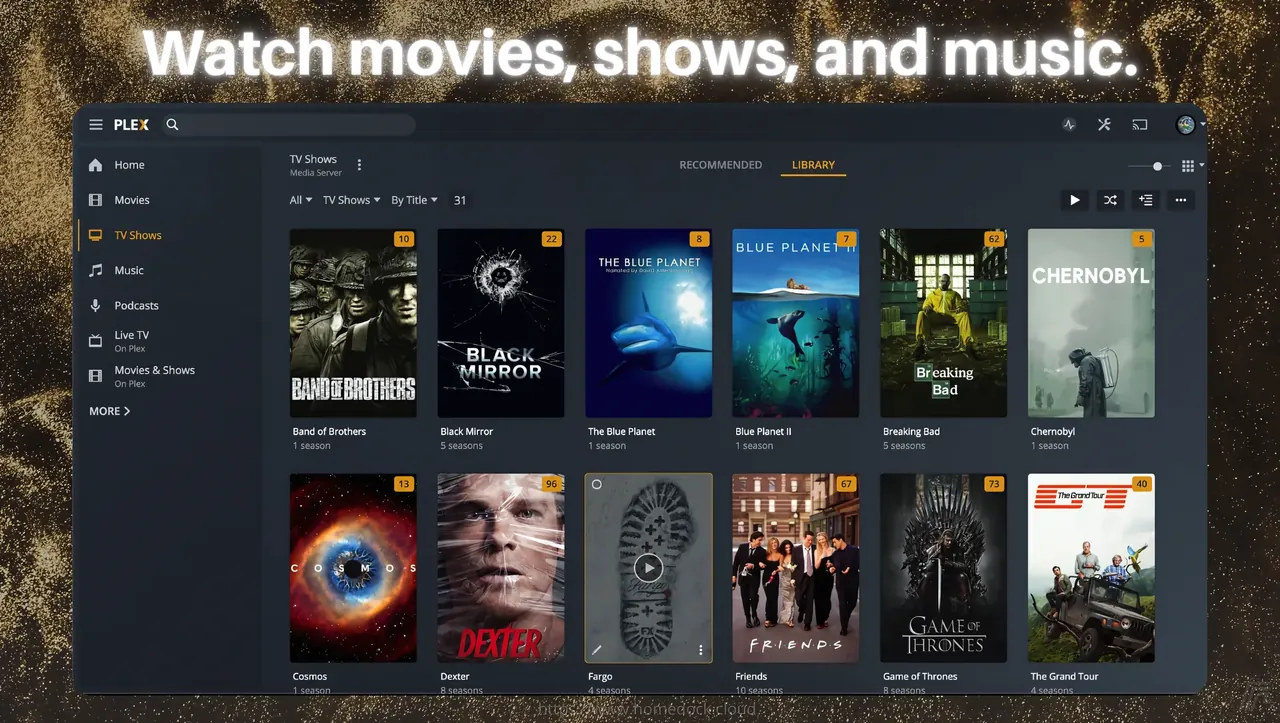 Watch movies, shows, and music.
PLEX
Home
Movies
TV Shows
Music
Podcasts
Live TV
On Plex
Movies & Shows
On Plex
MORE
TV Shows
Media Server
RECOMMENDED
LIBRARY
All TV Shows By Title 31
10
BAND OF BROTHERS
Band of Brothers
1 season
22
BLACK
MIRROR
Black Mirror
5 seasons
8
THE BLUE PLANET
Narrated by David Attenborough
The Blue Planet
1 season
7
BLUE PLANET II
Blue Planet II
1 season
62
Breaking
Bad
Breaking Bad
5 seasons
5
CHERNOBYL
Chernobyl
1 season
13
COSMOS
Cosmos
1 season
96
DEXTER
Dexter
8 seasons
FX
Fargo
4 seasons
67
F·R·I·E·N·D·S
Friends
10 seasons
73
GAME OF
THRONES
Game of Thrones
8 seasons
40
The Grand Tour
The Grand Tour
4 seasons
https://www.homedock.cloud